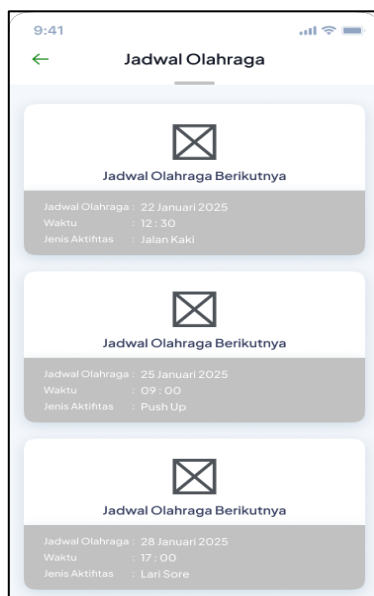 9:41
Jadwal Olahraga
Jadwal Olahraga Berikutnya
Jadwal Olahraga : 22 Januari 2025
Waktu : 12 : 30
Jenis Aktifitas : Jalan Kaki
Jadwal Olahraga Berikutnya
Jadwal Olahraga : 25 Januari 2025
Waktu : 09 : 00
Jenis Aktifitas : Push Up
Jadwal Olahraga Berikutnya
Jadwal Olahraga : 28 Januari 2025
Waktu : 17 : 00
Jenis Aktifitas : Lari Sore